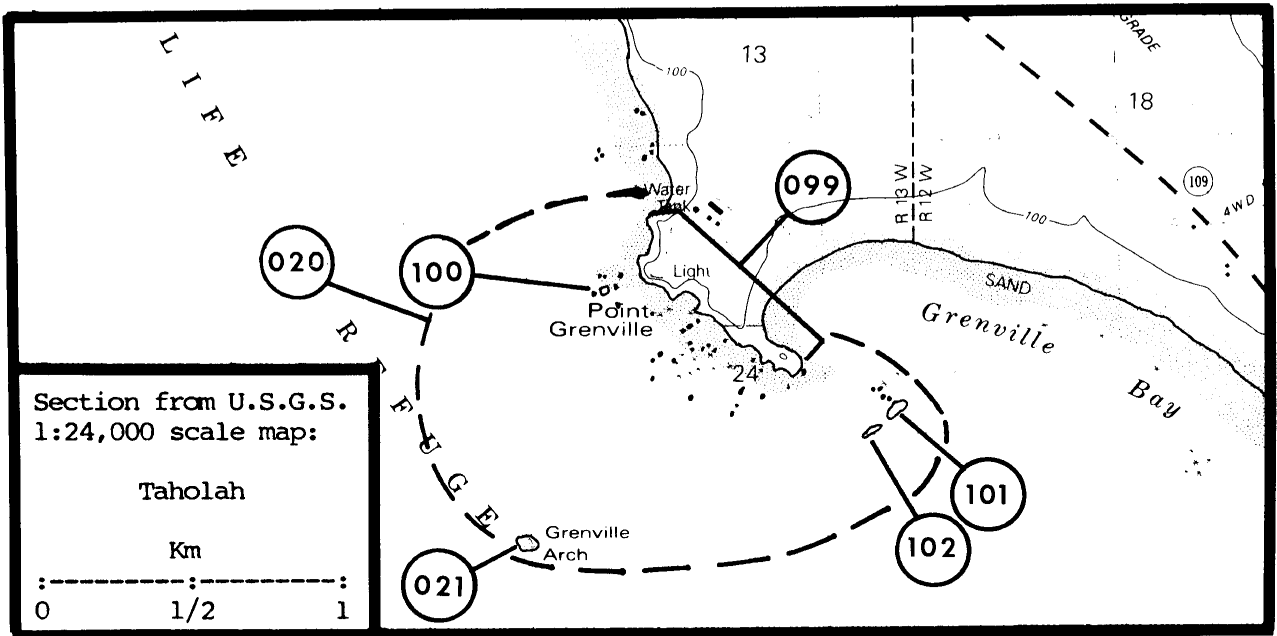 LIFE REFUGE
GRADE
13
18
100
099
R 13 W
R 12 W
109
4WD
Water
Tank
100
020
100
Light
Point
Grenville
SAND
Grenville
Bay
24
101
102
Grenville
Arch
021
Section from U.S.G.S.
1:24,000 scale map:
Taholah
Km
0 1/2 1